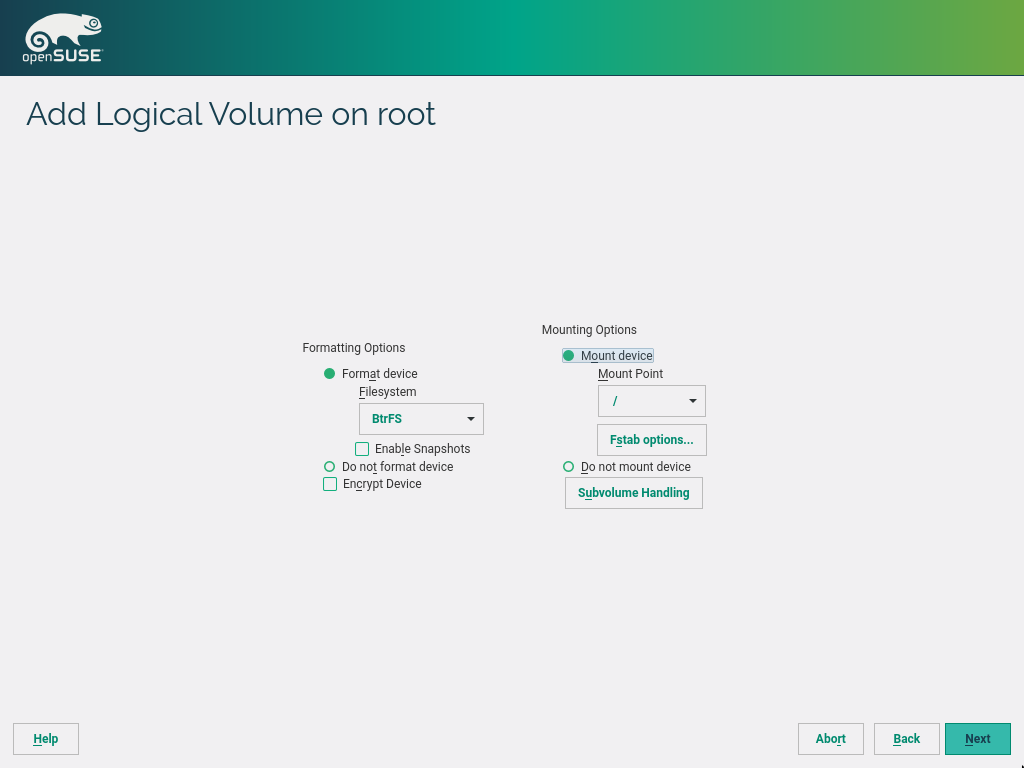 openSUSE
Add Logical Volume on root
Formatting Options
Format device
Filesystem
BtrFS
Enable Snapshots
Do not format device
Encrypt Device
Mounting Options
Mount device
Mount Point
/
Fstab options...
Do not mount device
Subvolume Handling
Help
Abort
Back
Next